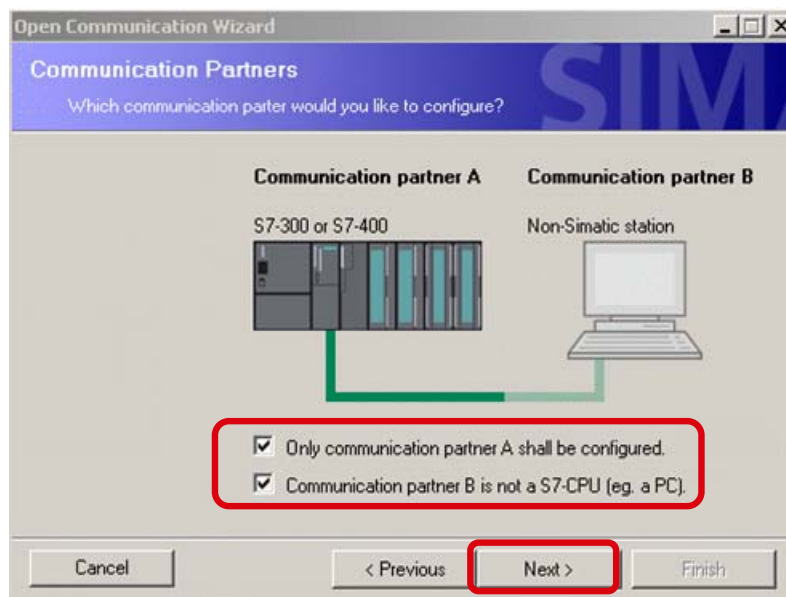 Open Communication Wizard
Communication Partners
Which communication parter would you like to configure?
Communication partner A
Communication partner B
S7-300 or S7-400
Non-Simatic station
Only communication partner A shall be configured.
Communication partner B is not a S7-CPU (eg. a PC).
Cancel
< Previous
Next >
Finish